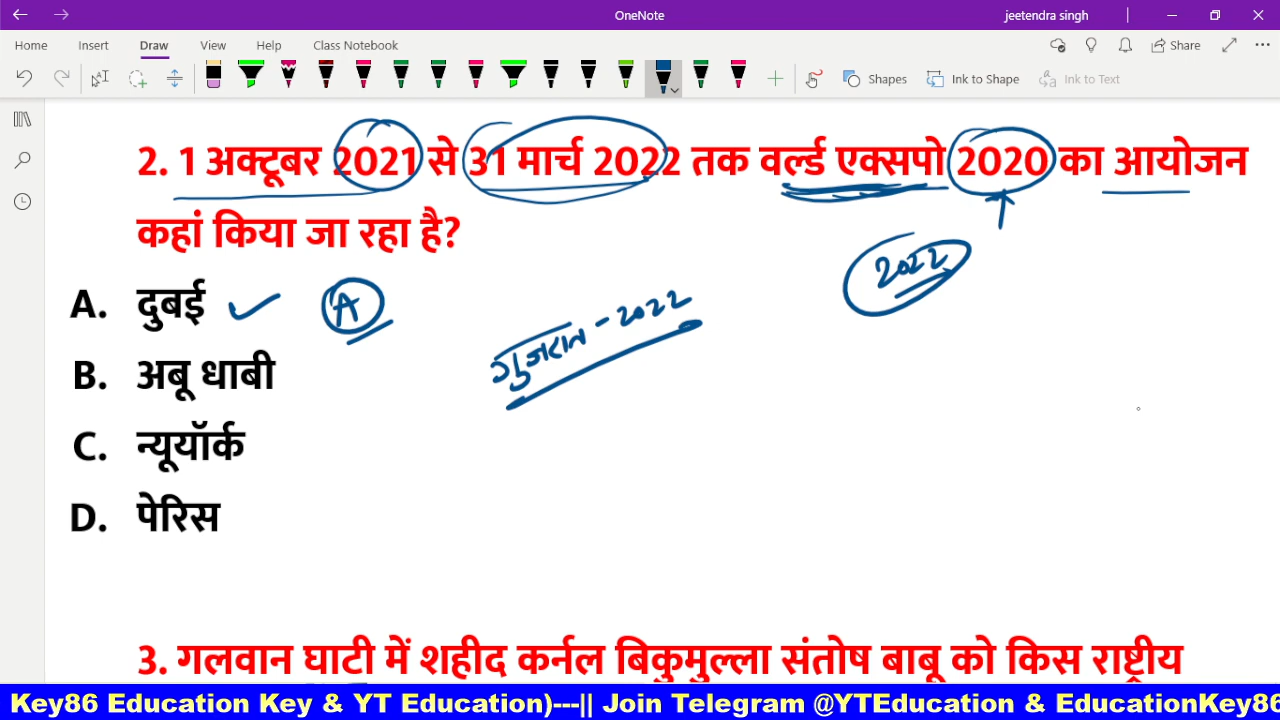 OneNote
jeetendra singh
Home Insert Draw View Help Class Notebook
Share
Shapes Ink to Shape Ink to Text
2. 1 अक्टूबर 2021 से 31 मार्च 2022 तक वर्ल्ड एक्सपो 2020 का आयोजन
कहां किया जा रहा है?
2022
A. दुबई A
गुजरात - 2022
B. अबू धाबी
C. न्यूयॉर्क
D. पेरिस
3. गलवान घाटी में शहीद कर्नल बिकुमुल्ला संतोष बाबू को किस राष्ट्रीय
Key86 Education Key & YT Education)---|| Join Telegram @YTEducation & EducationKey86